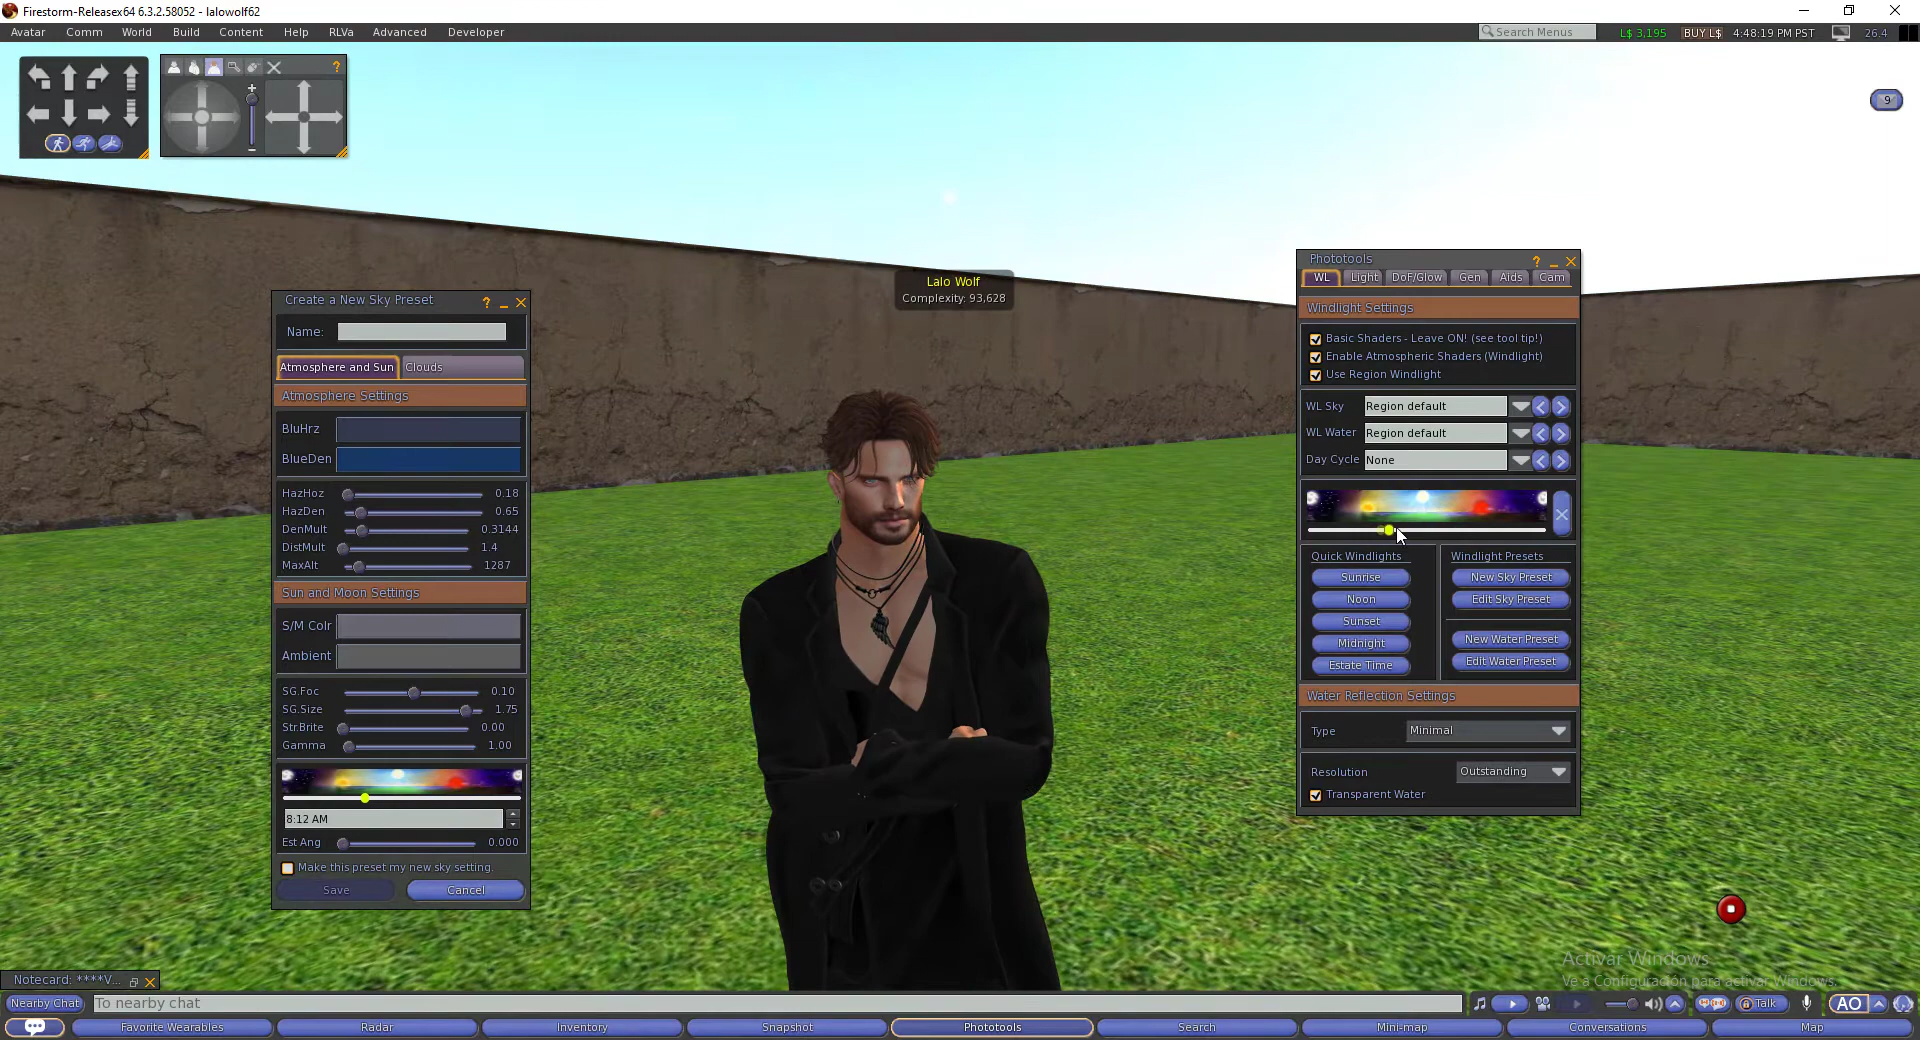 Firestorm-Releasex64 6.3.2.58052 - lalowolf62
Avatar Comm World Build Content Help RLVa Advanced Developer
Search Menus
L$ 3,195 BUY L$ 4:48:19 PM PST 26.4
?
9
Lalo Wolf
Complexity: 93,628
Create a New Sky Preset ?
Name:
Atmosphere and Sun Clouds
Atmosphere Settings
BluHrz
BlueDen
HazHoz 0.18
HazDen 0.65
DenMult 0.3144
DistMult 1.4
MaxAlt 1287
Sun and Moon Settings
S/M Colr
Ambient
SG.Foc 0.10
SG.Size 1.75
Str.Brite 0.00
Gamma 1.00
8:12 AM
Est Ang 0.000
Make this preset my new sky setting.
Save Cancel
Phototools ?
WL Light DoF/Glow Gen Aids Cam
Windlight Settings
Basic Shaders - Leave ON! (see tool tip!)
Enable Atmospheric Shaders (Windlight)
Use Region Windlight
WL Sky Region default
WL Water Region default
Day Cycle None
Quick Windlights
Sunrise
Noon
Sunset
Midnight
Estate Time
Windlight Presets
New Sky Preset
Edit Sky Preset
New Water Preset
Edit Water Preset
Water Reflection Settings
Type Minimal
Resolution Outstanding
Transparent Water
Activar Windows
Ve a Configuración para activar Windows.
Notecard: ****V...
Nearby Chat To nearby chat
Talk AO
Favorite Wearables Radar Inventory Snapshot Phototools Search Mini-map Conversations Map